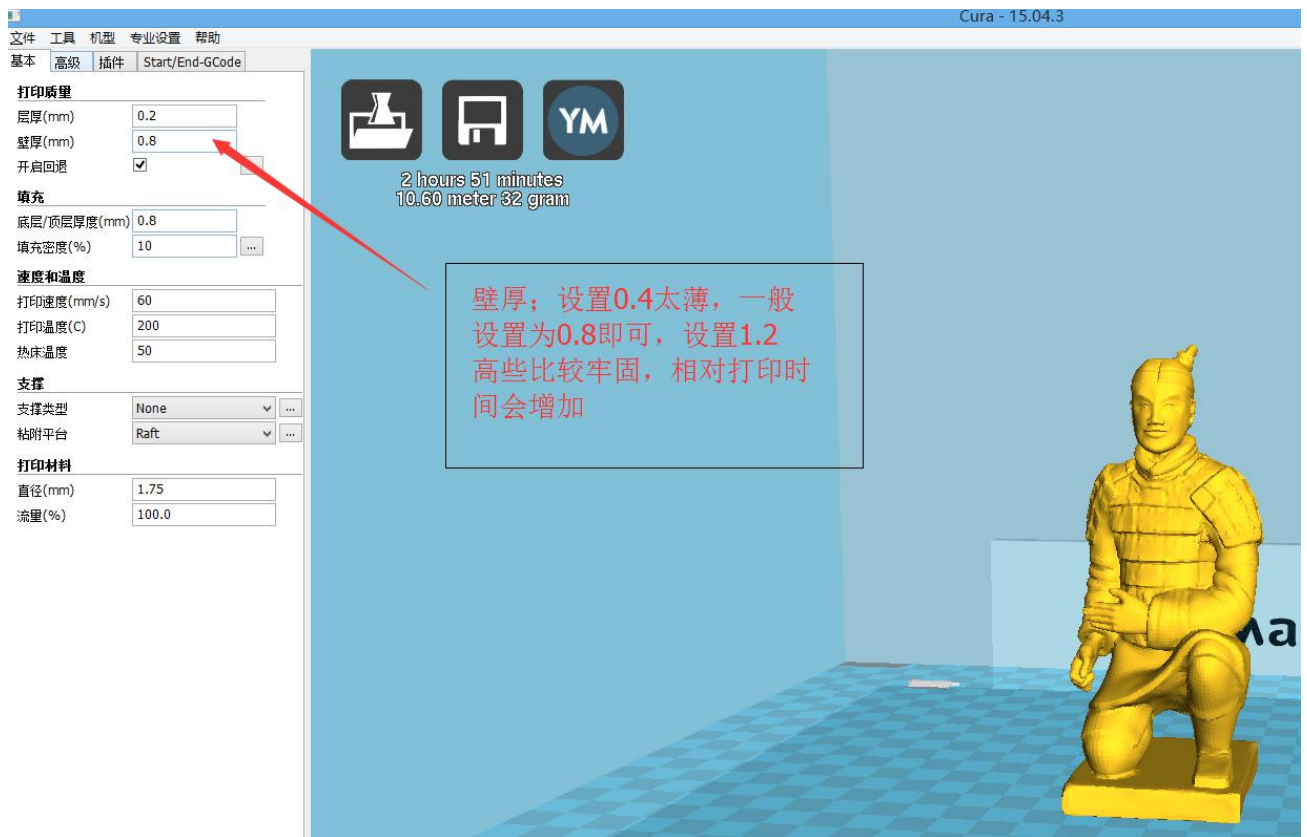 Cura - 15.04.3
文件 工具 机型 专业设置 帮助
基本 高级 插件 Start/End-GCode
打印质量
层厚(mm) 0.2
壁厚(mm) 0.8
开启回退
填充
底层/顶层厚度(mm) 0.8
填充密度(%) 10 ...
速度和温度
打印速度(mm/s) 60
打印温度(C) 200
热床温度 50
支撑
支撑类型 None ...
粘附平台 Raft ...
打印材料
直径(mm) 1.75
流量(%) 100.0
YM
2 hours 51 minutes
10.60 meter 32 gram
壁厚；设置0.4太薄，一般
设置为0.8即可，设置1.2
高些比较牢固，相对打印时
间会增加